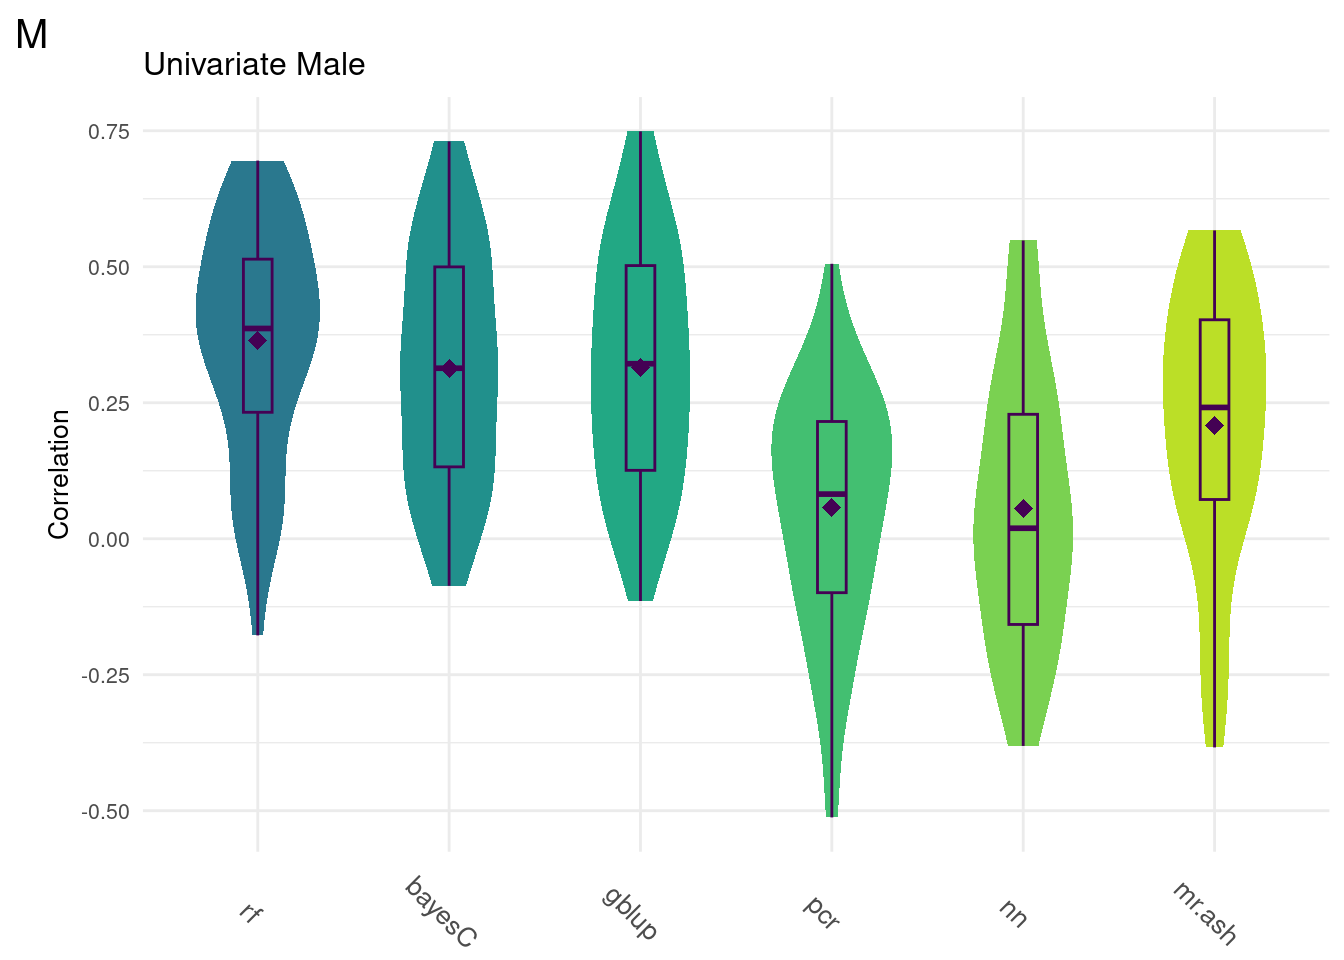 M
Univariate Male
Correlation
0.75
0.50
0.25
0.00
-0.25
-0.50
rf
bayesC
gblup
pcr
nn
mr.ash